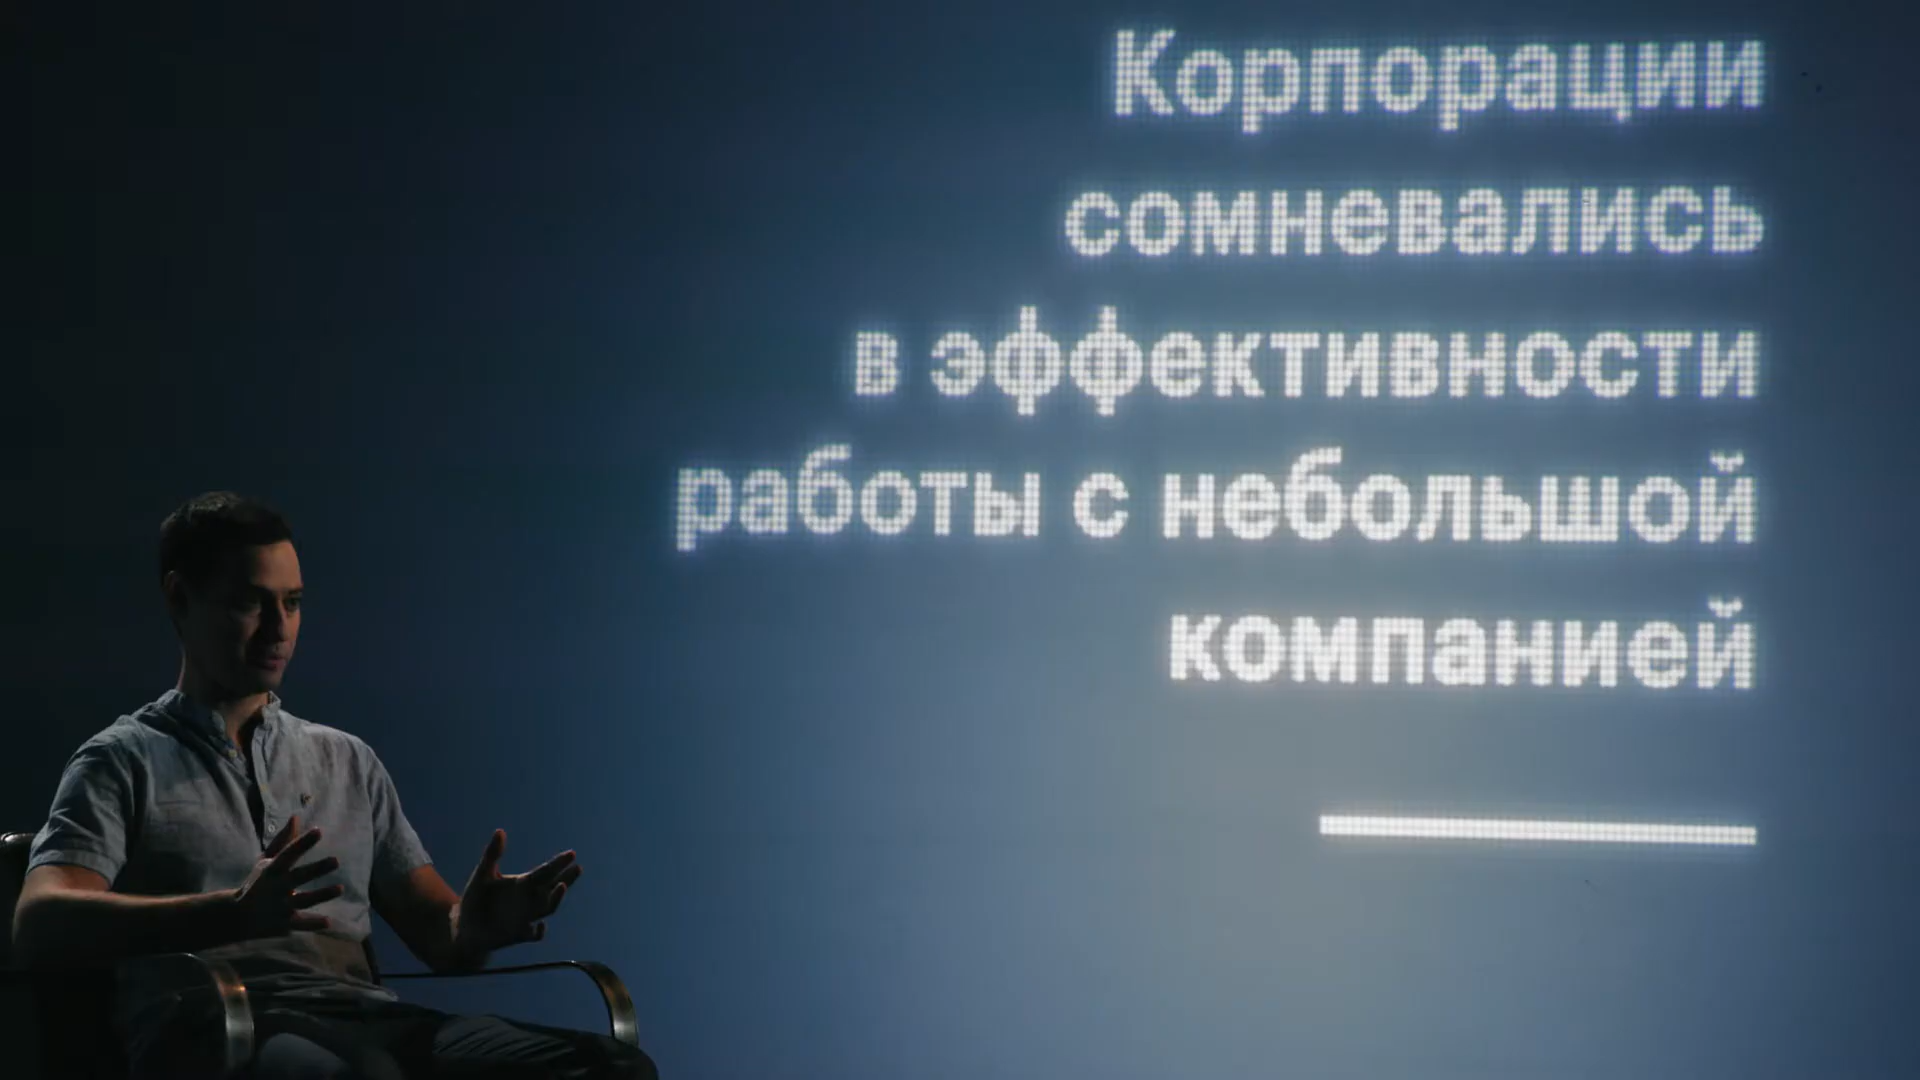 Корпорации
сомневались
в эффективности
работы с небольшой
компанией